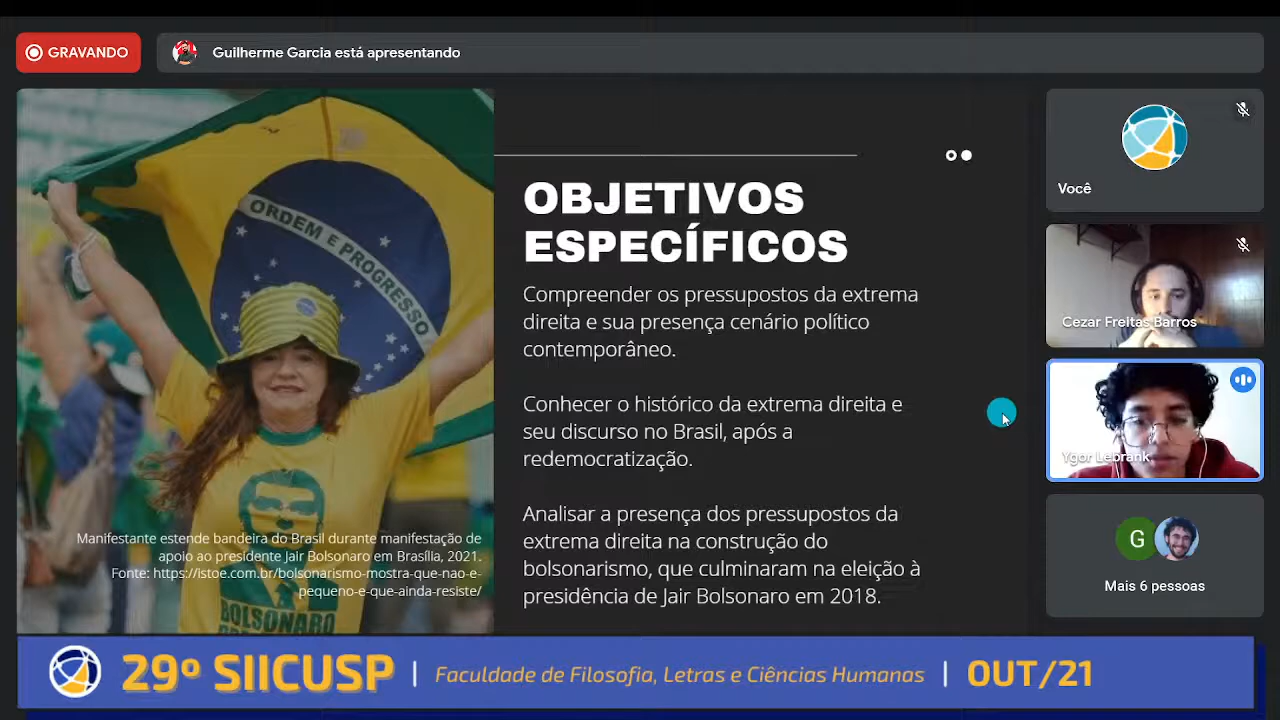 GRAVANDO
Guilherme Garcia está apresentando
ORDEM E PROGRESSO
BOLSONARO
Manifestante estende bandeira do Brasil durante manifestação de
apoio ao presidente Jair Bolsonaro em Brasília, 2021.
Fonte: https://istoe.com.br/bolsonarismo-mostra-que-nao-e-
pequeno-e-que-ainda-resiste/
OBJETIVOS
ESPECÍFICOS
Compreender os pressupostos da extrema
direita e sua presença cenário político
contemporâneo.
Conhecer o histórico da extrema direita e
seu discurso no Brasil, após a
redemocratização.
Analisar a presença dos pressupostos da
extrema direita na construção do
bolsonarismo, que culminaram na eleição à
presidência de Jair Bolsonaro em 2018.
Você
Cezar Freitas Barros
Ygor Lebrank
G
Mais 6 pessoas
29º SIICUSP | Faculdade de Filosofia, Letras e Ciências Humanas | OUT/21